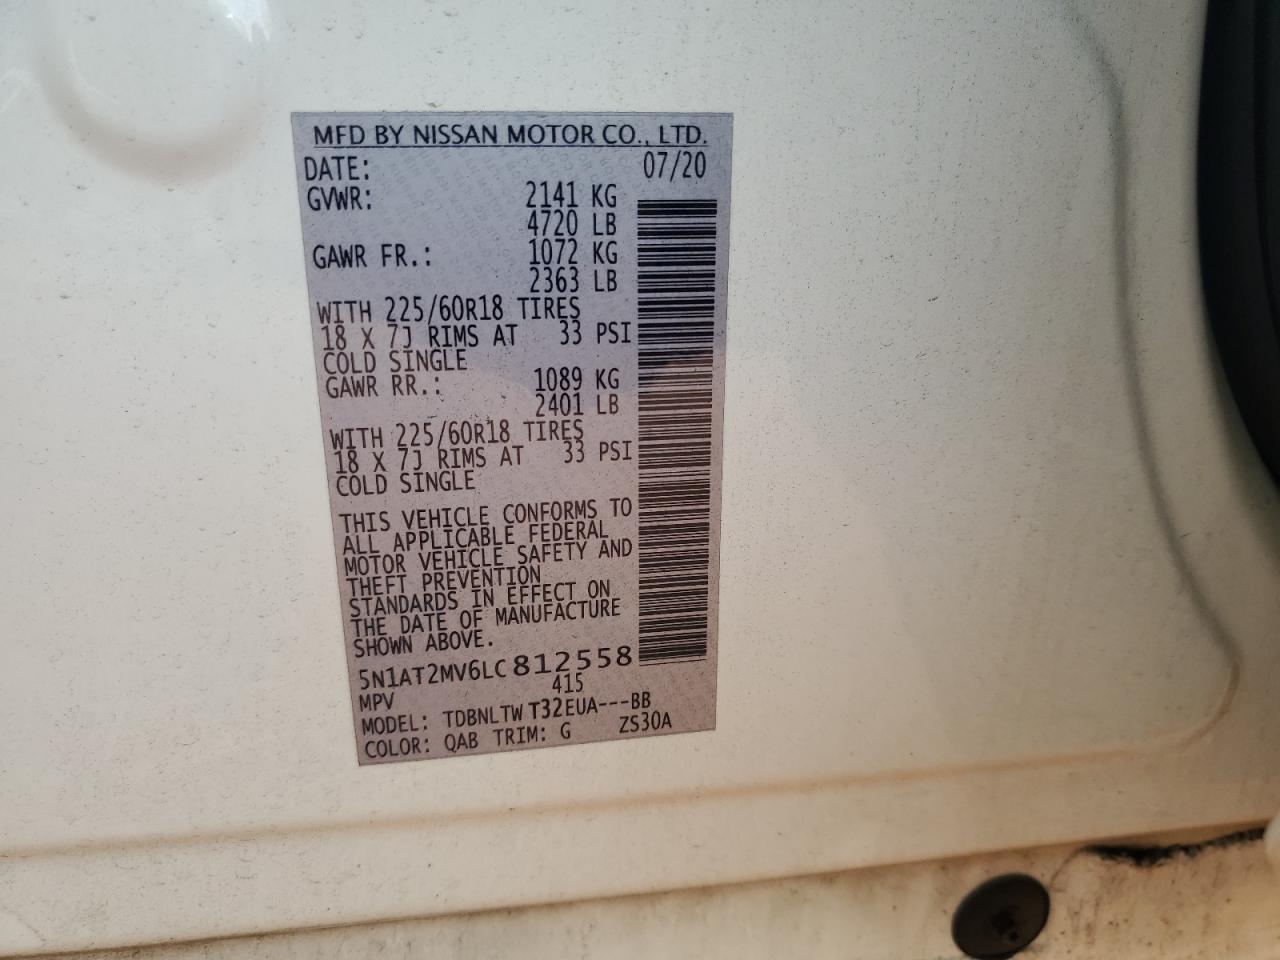 MFD BY NISSAN MOTOR CO., LTD.
DATE: 07/20
GVWR: 2141 KG
4720 LB
GAWR FR.: 1072 KG
2363 LB
WITH 225/60R18 TIRES
18 X 7J RIMS AT 33 PSI
COLD SINGLE
GAWR RR.: 1089 KG
2401 LB
WITH 225/60R18 TIRES
18 X 7J RIMS AT 33 PSI
COLD SINGLE
THIS VEHICLE CONFORMS TO
ALL APPLICABLE FEDERAL
MOTOR VEHICLE SAFETY AND
THEFT PREVENTION
STANDARDS IN EFFECT ON
THE DATE OF MANUFACTURE
SHOWN ABOVE.
5N1AT2MV6LC812558
MPV 415
MODEL: TDBNLTWT32EUA---BB
COLOR: QAB TRIM: G ZS30A